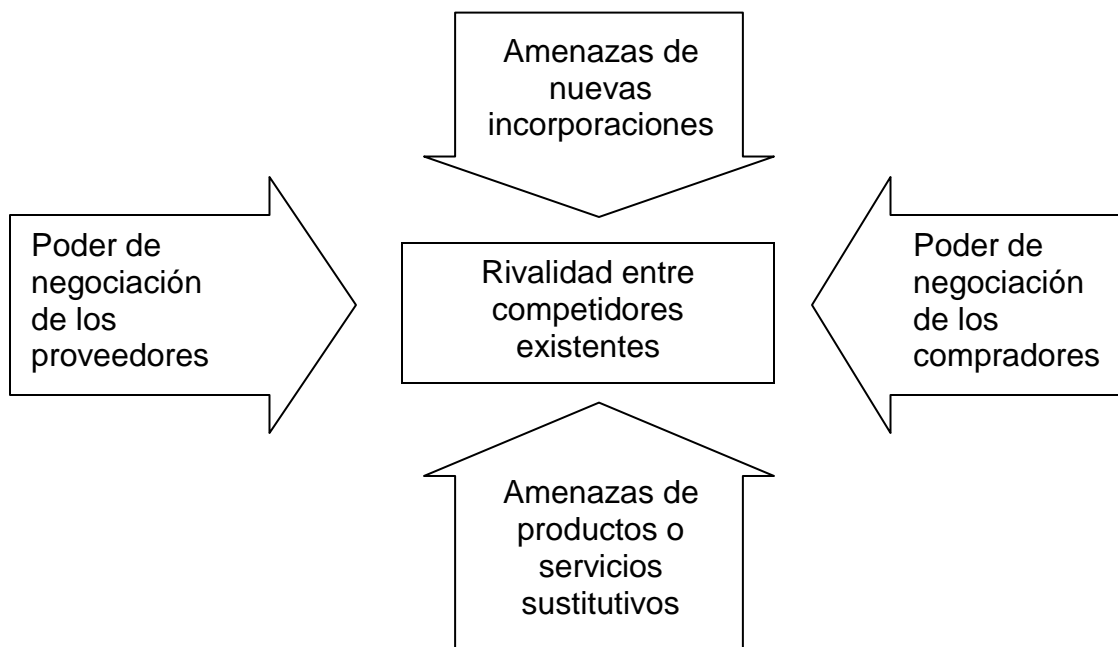 Amenazas de
nuevas
incorporaciones
Poder de
negociación
de los
proveedores
Rivalidad entre
competidores
existentes
Poder de
negociación
de los
compradores
Amenazas de
productos o
servicios
sustitutivos